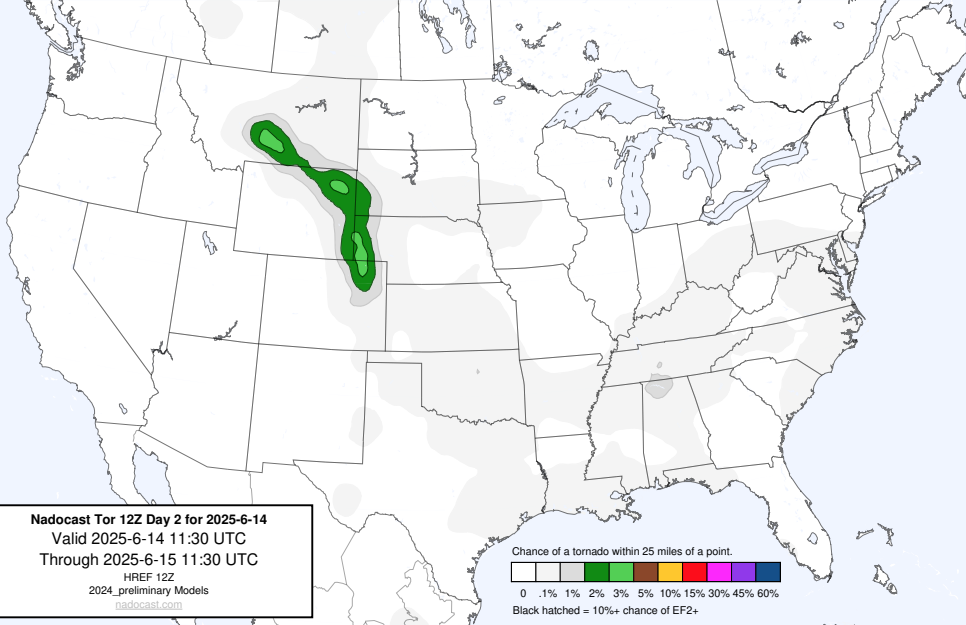 Nadocast Tor 12Z Day 2 for 2025-6-14
Valid 2025-6-14 11:30 UTC
Through 2025-6-15 11:30 UTC
HREF 12Z
2024_preliminary Models
nadocast.com
Chance of a tornado within 25 miles of a point.
0 .1% 1% 2% 3% 5% 10% 15% 30% 45% 60%
Black hatched = 10%+ chance of EF2+